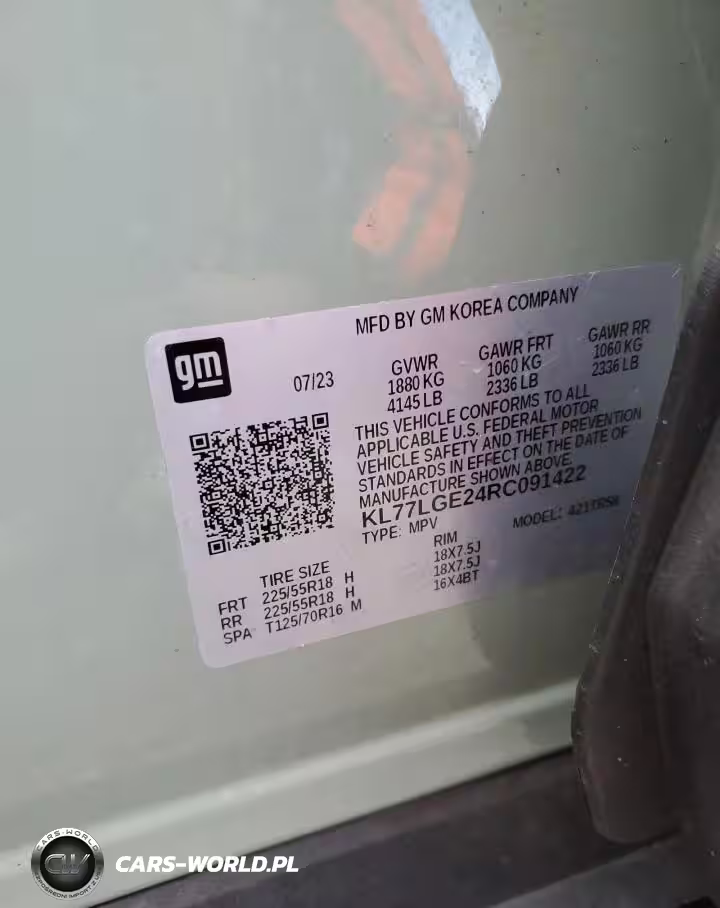 MFD BY GM KOREA COMPANY
gm
07/23
GVWR
1880 KG
4145 LB
GAWR FRT
1060 KG
2336 LB
GAWR RR
1060 KG
2336 LB
THIS VEHICLE CONFORMS TO ALL
APPLICABLE U.S. FEDERAL MOTOR
VEHICLE SAFETY AND THEFT PREVENTION
STANDARDS IN EFFECT ON THE DATE OF
MANUFACTURE SHOWN ABOVE.
KL77LGE24RC091422
TYPE: MPV
MODEL:
TIRE SIZE
RIM
FRT 225/55R18 H 18X7.5J
RR 225/55R18 H 18X7.5J
SPA T125/70R16 M 16X4BT
CARS-WORLD
CW
CARS-WORLD.PL